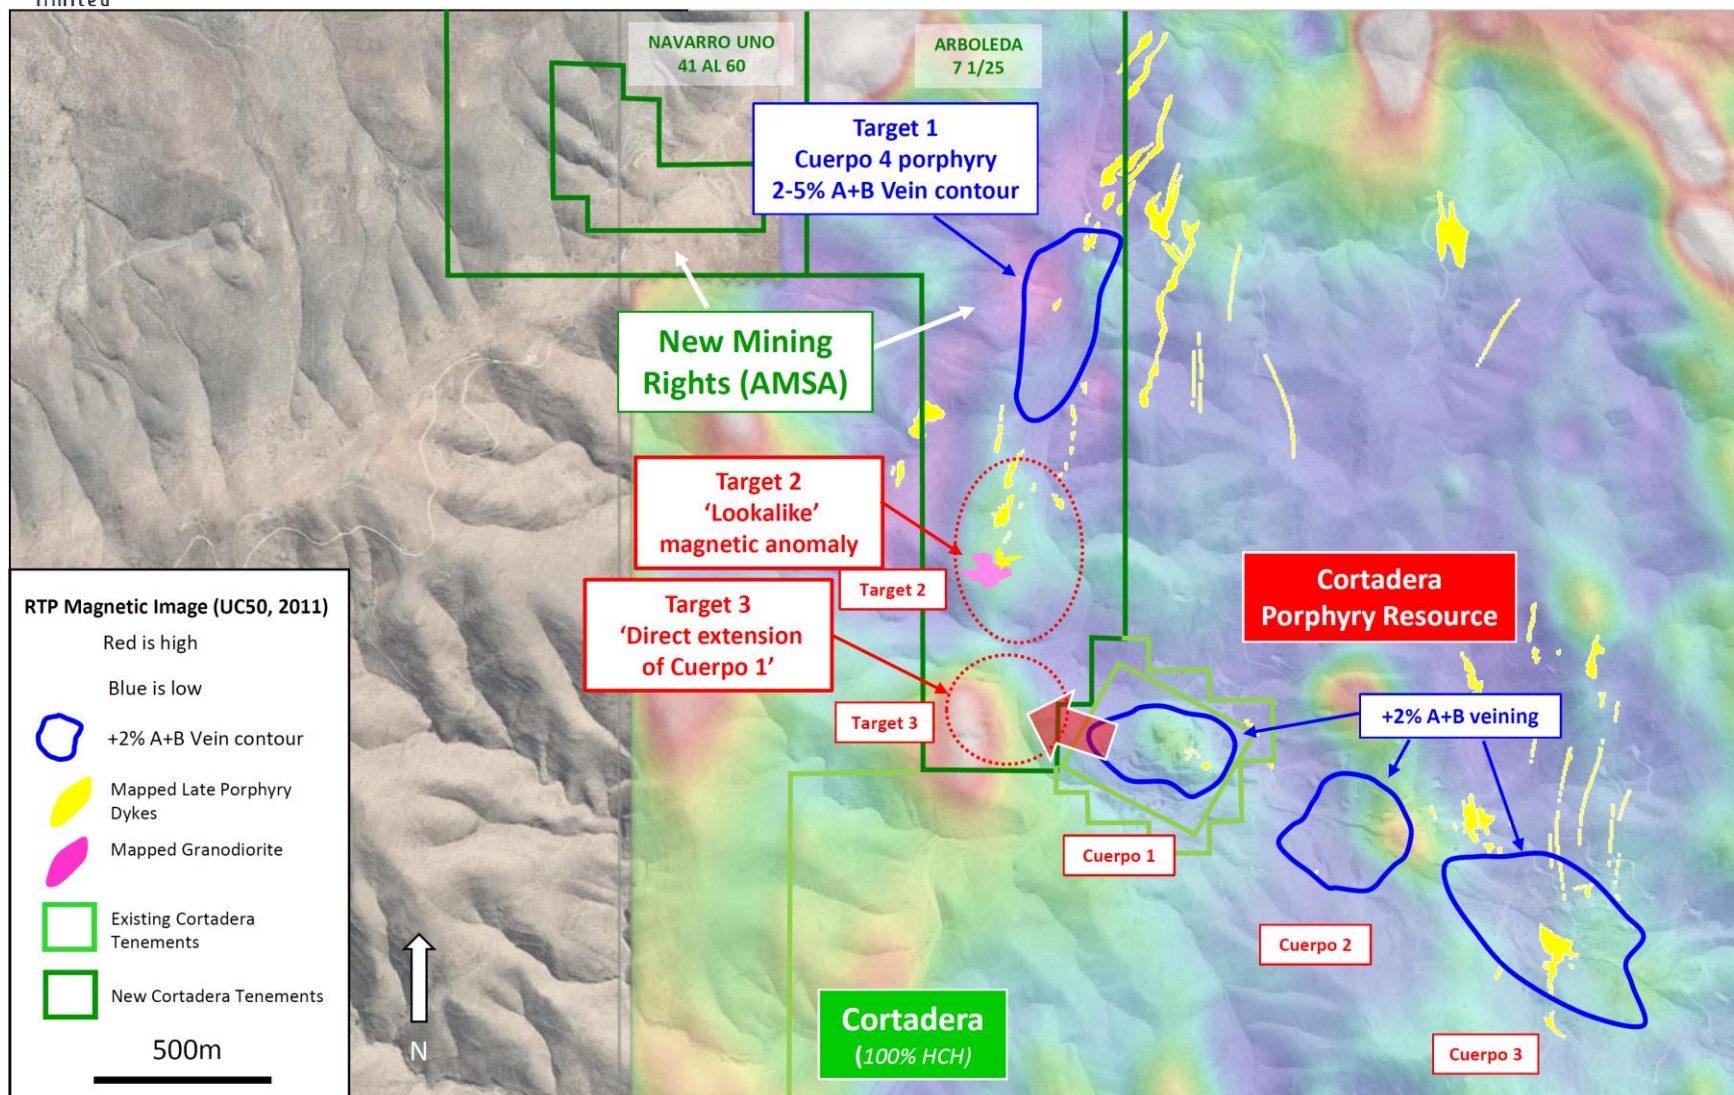 limited
NAVARRO UNO
41 AL 60
ARBOLEDA
7 1/25
Target 1
Cuerpo 4 porphyry
2-5% A+B Vein contour
New Mining
Rights (AMSA)
Target 2
‘Lookalike’
magnetic anomaly
Target 2
Target 3
‘Direct extension
of Cuerpo 1’
Target 3
Cortadera
Porphyry Resource
+2% A+B veining
Cuerpo 1
Cuerpo 2
Cuerpo 3
Cortadera
(100% HCH)
RTP Magnetic Image (UC50, 2011)
Red is high
Blue is low
+2% A+B Vein contour
Mapped Late Porphyry
Dykes
Mapped Granodiorite
Existing Cortadera
Tenements
New Cortadera Tenements
500m
N